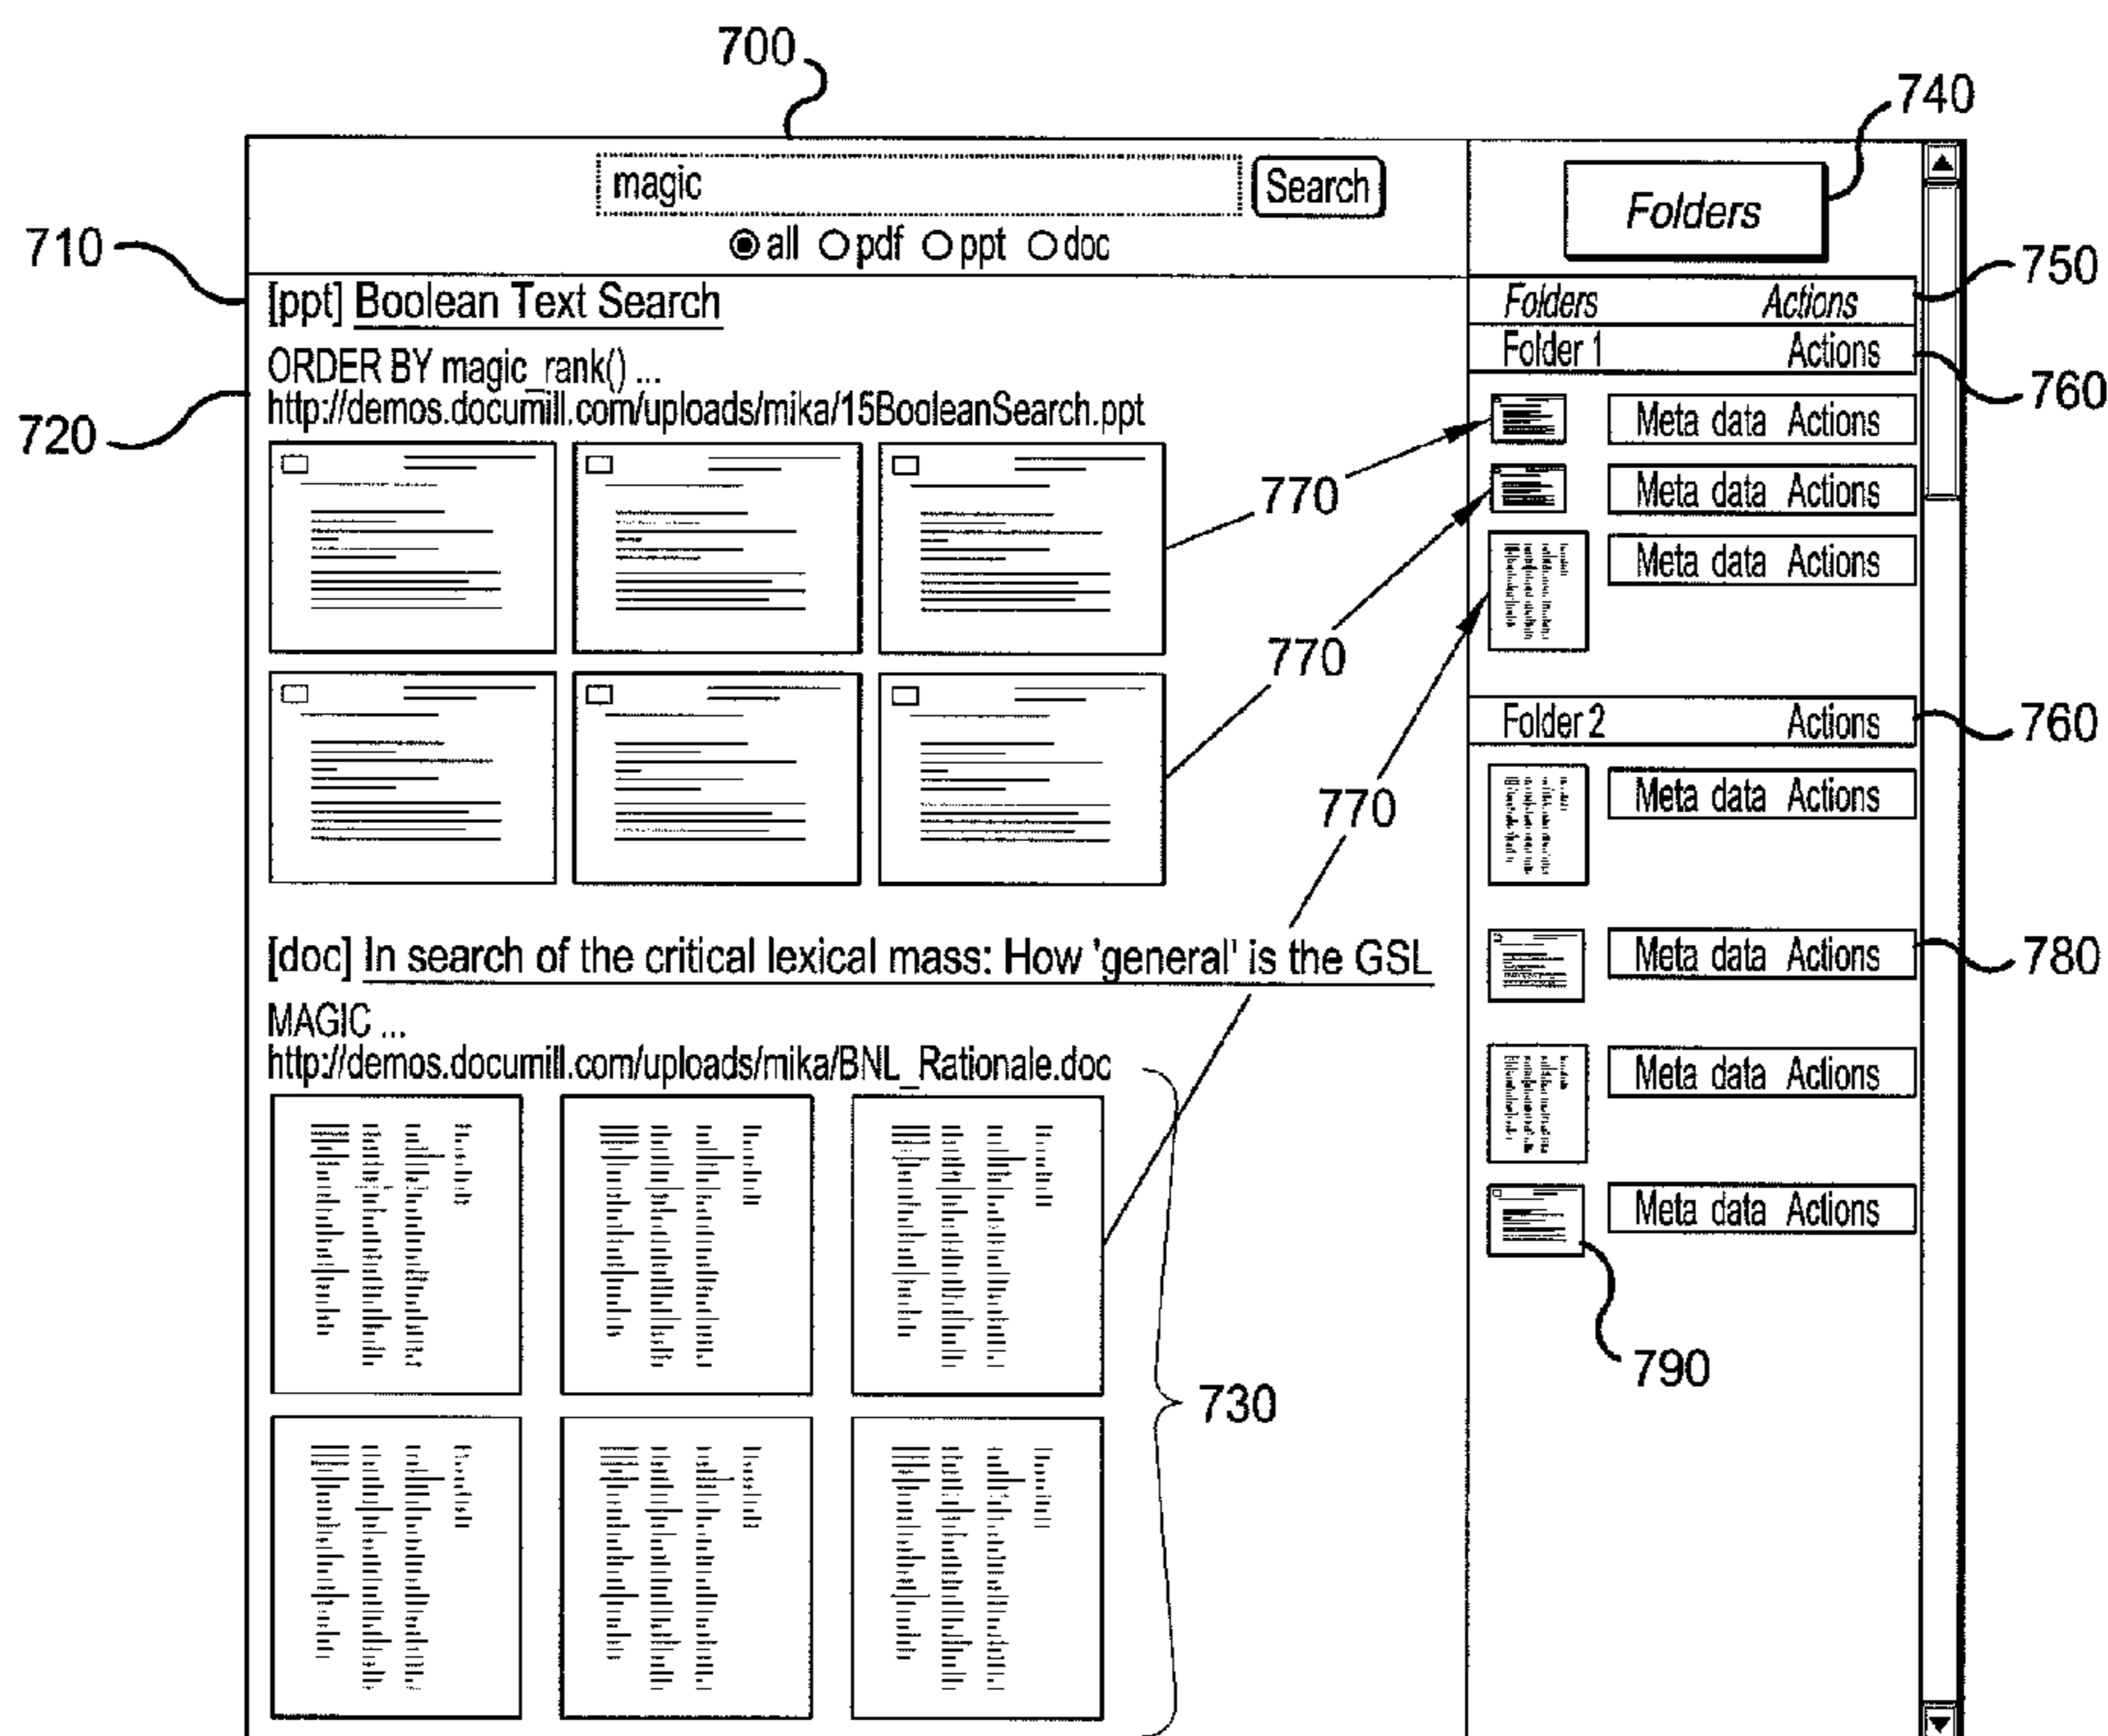 700
740
magic Search
all pdf ppt doc
Folders
710
750
[ppt] Boolean Text Search
Folders Actions
Folder 1 Actions
ORDER BY magic_rank() ...
760
http://demos.documill.com/uploads/mika/15BooleanSearch.ppt
720
Meta data Actions
770
Meta data Actions
Meta data Actions
770
Folder 2 Actions
760
770
Meta data Actions
[doc] In search of the critical lexical mass: How 'general' is the GSL
Meta data Actions
780
MAGIC ...
http://demos.documill.com/uploads/mika/BNL_Rationale.doc
Meta data Actions
Meta data Actions
790
730